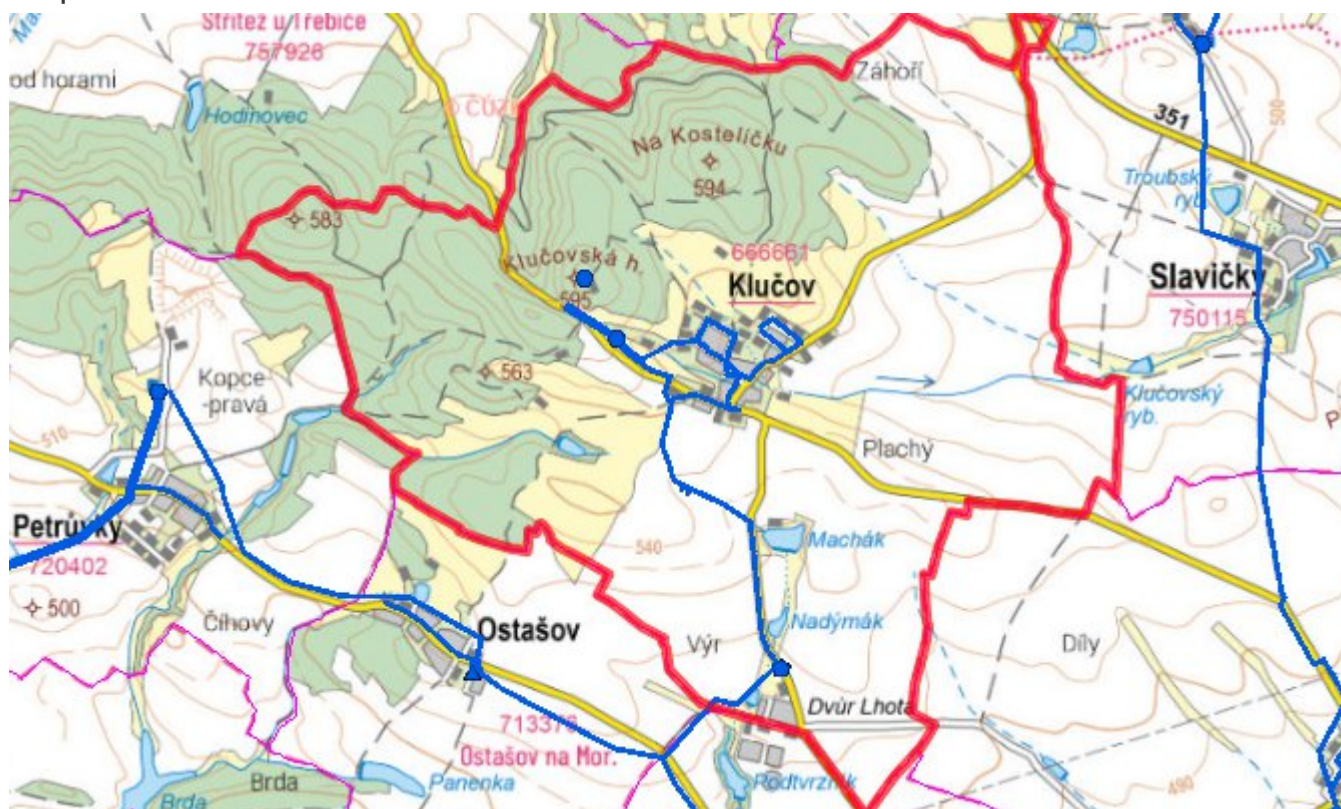 Střítež u Třebíče
757926
od horami
Hodinovec
© ČÚZK
Záhoří
351
500
Na Kostelíčku
594
Troubský
ryb.
583
Klučovská h.
595
666661
Klučov
Slavičky
750115
563
Kopce-
-pravá
Klučovský
ryb.
510
Plachý
Petrůvky
720402
540
Machák
500
Číhovy
Ostašov
Výr
Nadýmák
Díly
713376
Ostašov na Mor.
Dvůr Lhota
Brda
Panenka
Podtvrzník
490
Brda